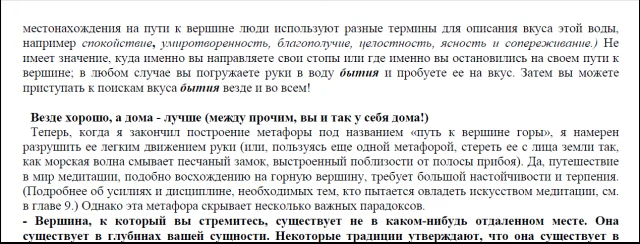 местонахождения на пути к вершине люди используют разные термины для описания вкуса этой воды,
например спокойствие, умиротворенность, благополучие, целостность, ясность и сопереживание.) Не
имеет значение, куда именно вы направляете свои стопы или где именно вы остановились на своем пути к
вершине; в любом случае вы погружаете руки в воду бытия и пробуете ее на вкус. Затем вы можете
приступать к поискам вкуса бытия везде и во всем!
Везде хорошо, а дома - лучше (между прочим, вы и так у себя дома!)
Теперь, когда я закончил построение метафоры под названием «путь к вершине горы», я намерен
разрушить ее легким движением руки (или, пользуясь еще одной метафорой, стереть ее с лица земли так,
как морская волна смывает песчаный замок, выстроенный поблизости от полосы прибоя). Да, путешествие
в мир медитации, подобно восхождению на горную вершину, требует большой настойчивости и терпения.
(Подробнее об усилиях и дисциплине, необходимых тем, кто пытается овладеть искусством медитации, см.
в главе 9.) Однако эта метафора скрывает несколько важных парадоксов.
- Вершина, к который вы стремитесь, существует не в каком-нибудь отдаленном месте. Она
существует в глубинах вашей сущности. Некоторые традиции утверждают, что она существует в